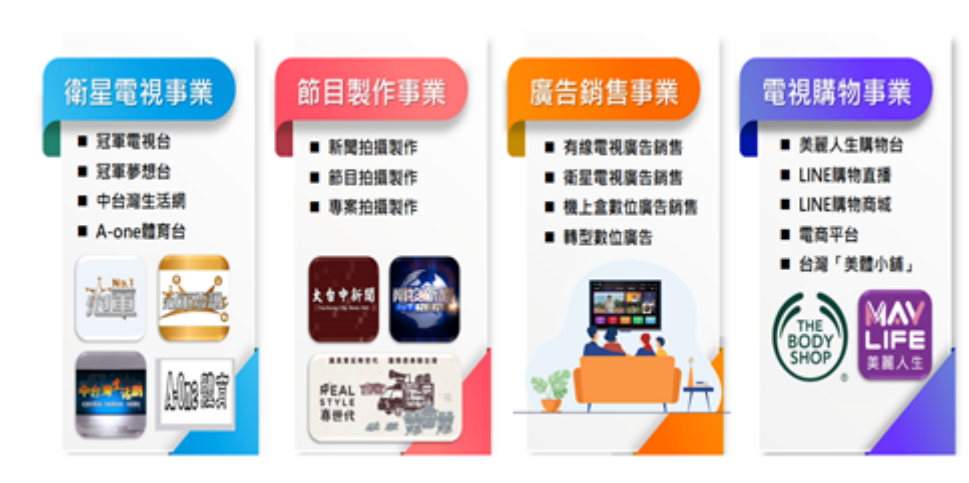 衛星電視事業
■ 冠軍電視台
■ 冠軍夢想台
■ 中台灣生活網
■ A-one體育台
No.1
冠軍
中台灣生活網
A-One 體育
節目製作事業
■ 新聞拍攝製作
■ 節目拍攝製作
■ 專案拍攝製作
大台中新聞
REAL
STYLE
專世代
廣告銷售事業
■ 有線電視廣告銷售
■ 衛星電視廣告銷售
■ 機上盒數位廣告銷售
■ 轉型數位廣告
電視購物事業
■ 美麗人生購物台
■ LINE購物直播
■ LINE購物商城
■ 電商平台
■ 台灣「美體小鋪」
THE
BODY
SHOP
®
MAY
LIFE
美麗人生